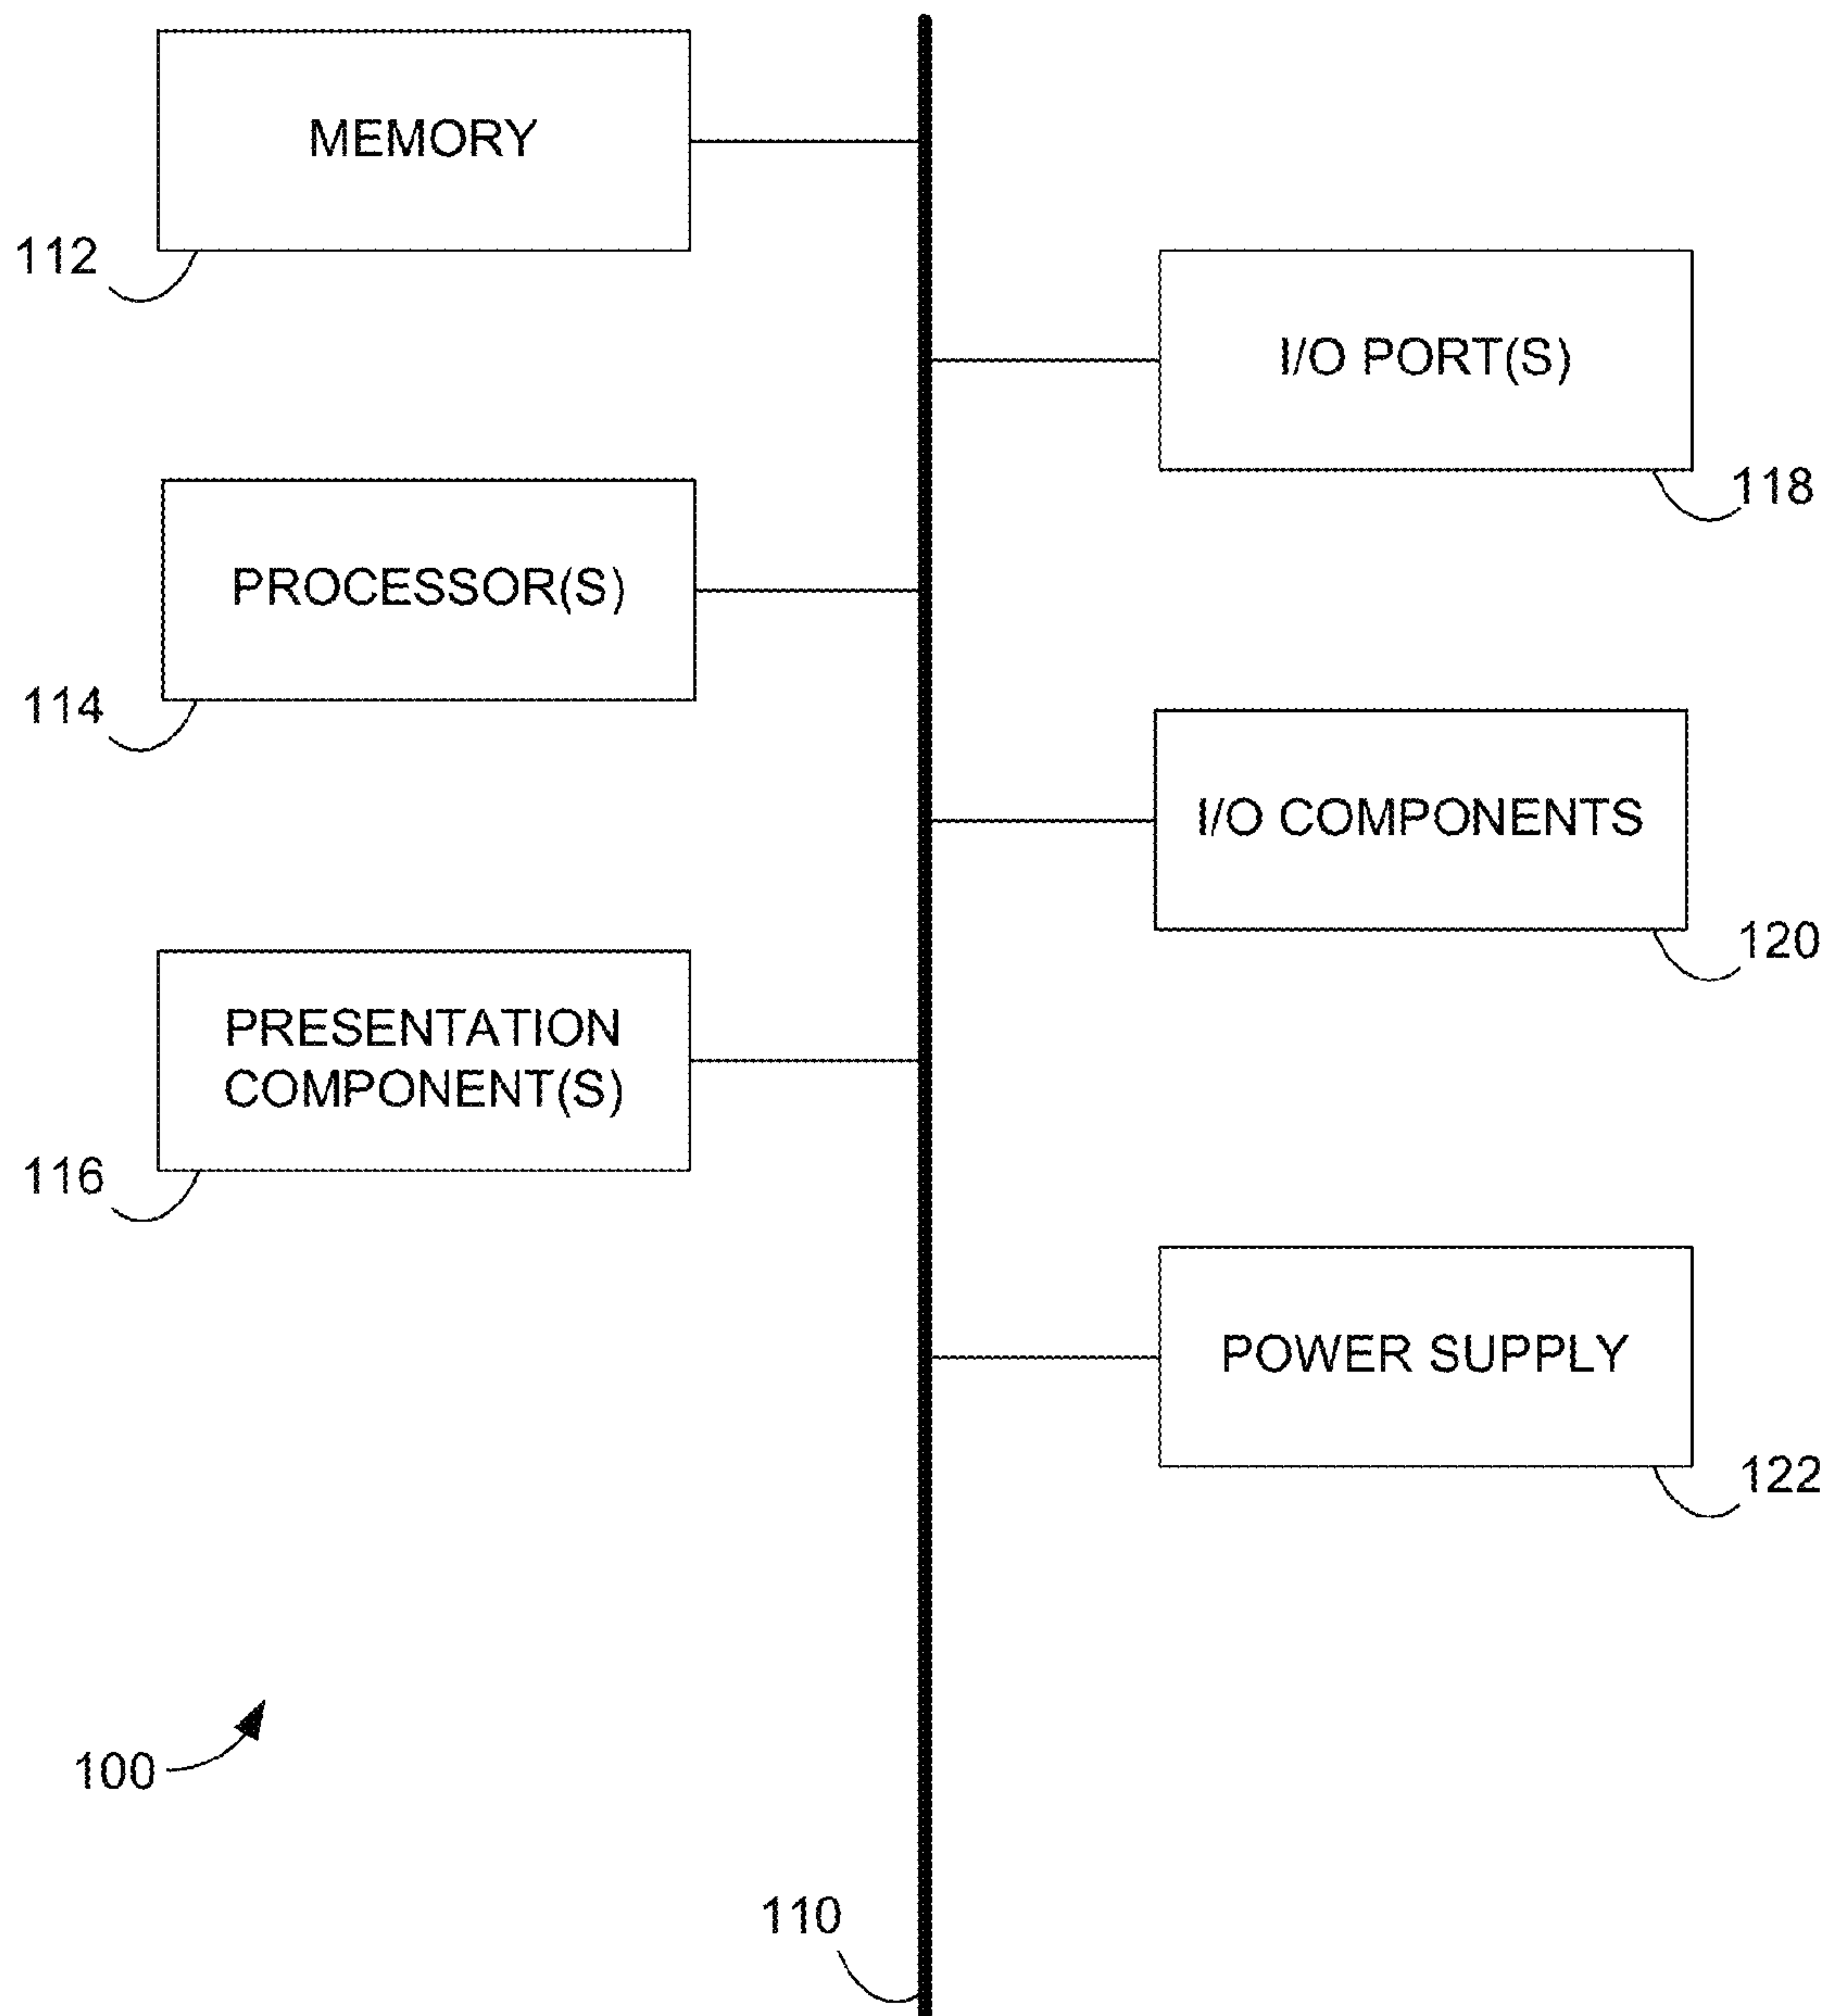 MEMORY
112
I/O PORT(S)
118
PROCESSOR(S)
114
I/O COMPONENTS
120
PRESENTATION
COMPONENT(S)
116
POWER SUPPLY
122
100
110